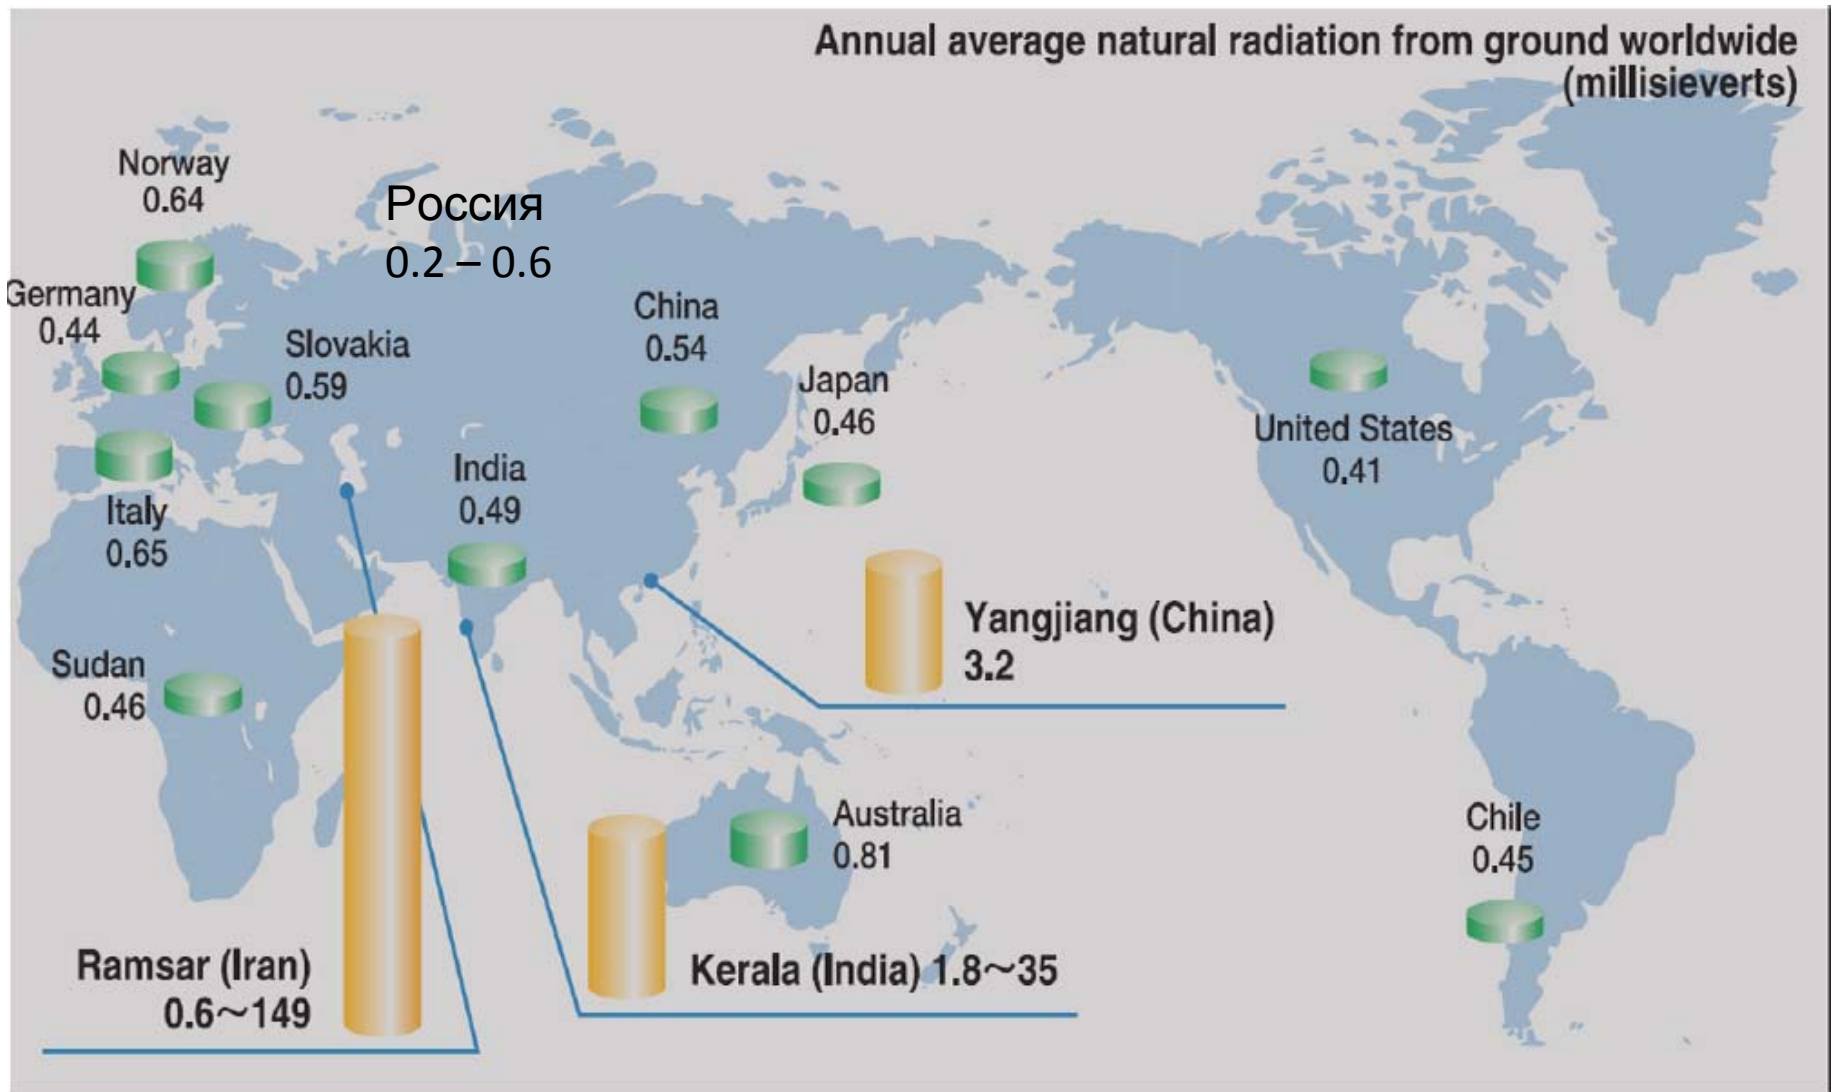 Annual average natural radiation from ground worldwide
(millisieverts)
Norway
0.64
Россия
0.2 – 0.6
Germany
0.44
Slovakia
0.59
China
0.54
Japan
0.46
United States
0.41
India
0.49
Italy
0.65
Yangjiang (China)
3.2
Sudan
0.46
Australia
0.81
Chile
0.45
Ramsar (Iran)
0.6～149
Kerala (India) 1.8～35